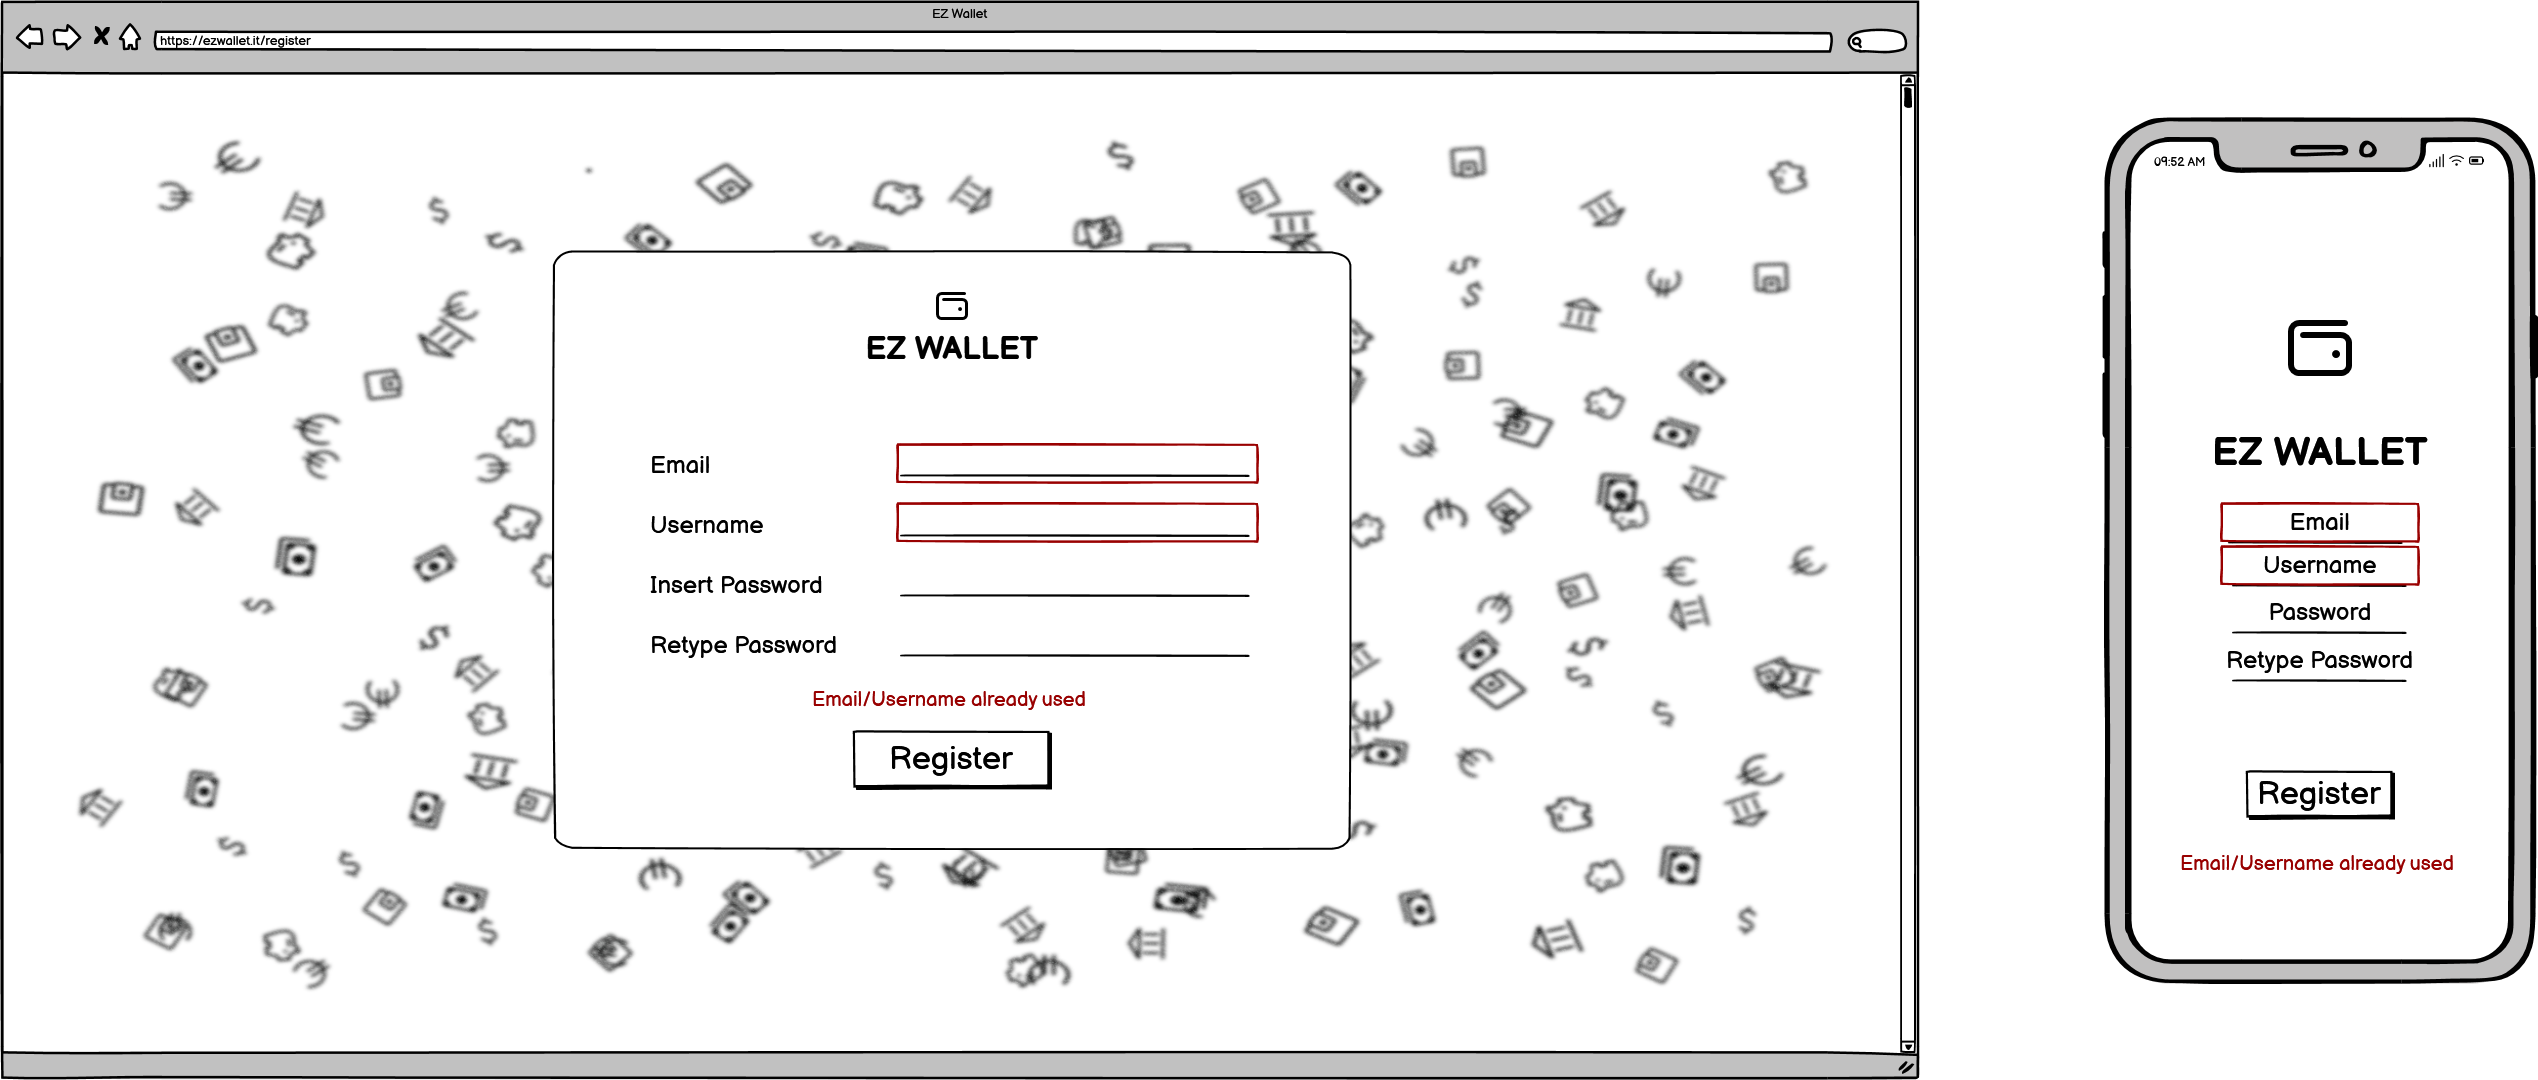 EZ Wallet
https://ezwallet.it/register
EZ WALLET
Email
Username
Insert Password
Retype Password
Email/Username already used
Register
09:52 AM
EZ WALLET
Email
Username
Password
Retype Password
Register
Email/Username already used